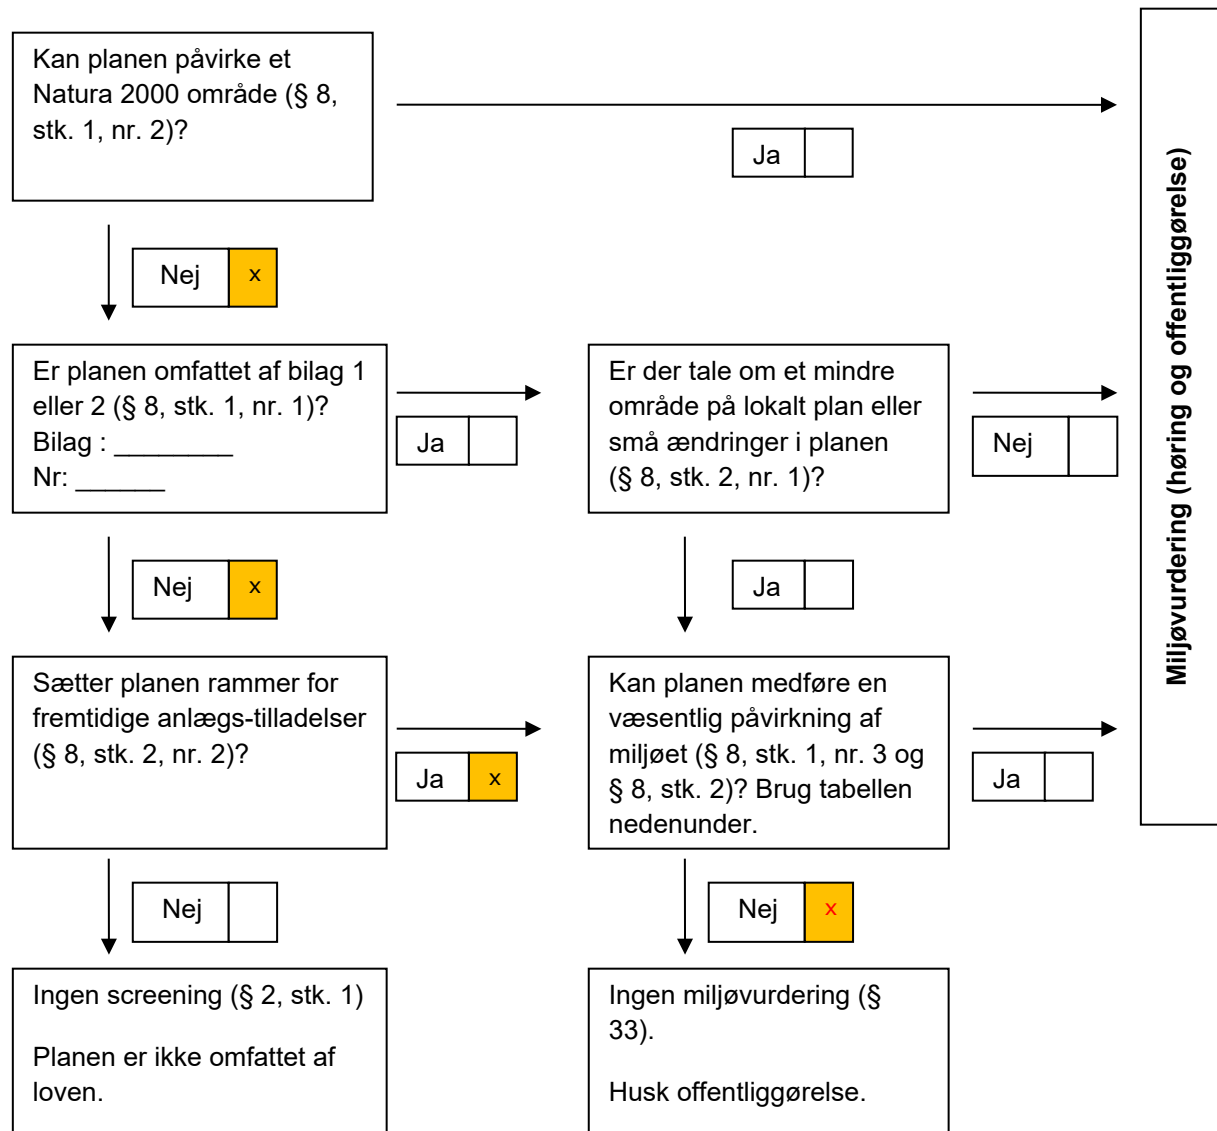 Kan planen påvirke et
Natura 2000 område (§ 8,
stk. 1, nr. 2)?
Ja
Nej x
Er planen omfattet af bilag 1
eller 2 (§ 8, stk. 1, nr. 1)?
Bilag : ________
Nr: ______
Ja
Er der tale om et mindre
område på lokalt plan eller
små ændringer i planen
(§ 8, stk. 2, nr. 1)?
Nej
Nej x
Ja
Sætter planen rammer for
fremtidige anlægs-tilladelser
(§ 8, stk. 2, nr. 2)?
Ja x
Kan planen medføre en
væsentlig påvirkning af
miljøet (§ 8, stk. 1, nr. 3 og
§ 8, stk. 2)? Brug tabellen
nedenunder.
Ja
Nej
Nej x
Ingen screening (§ 2, stk. 1)
Planen er ikke omfattet af
loven.
Ingen miljøvurdering (§
33).
Husk offentliggørelse.
Miljøvurdering (høring og offentliggørelse)